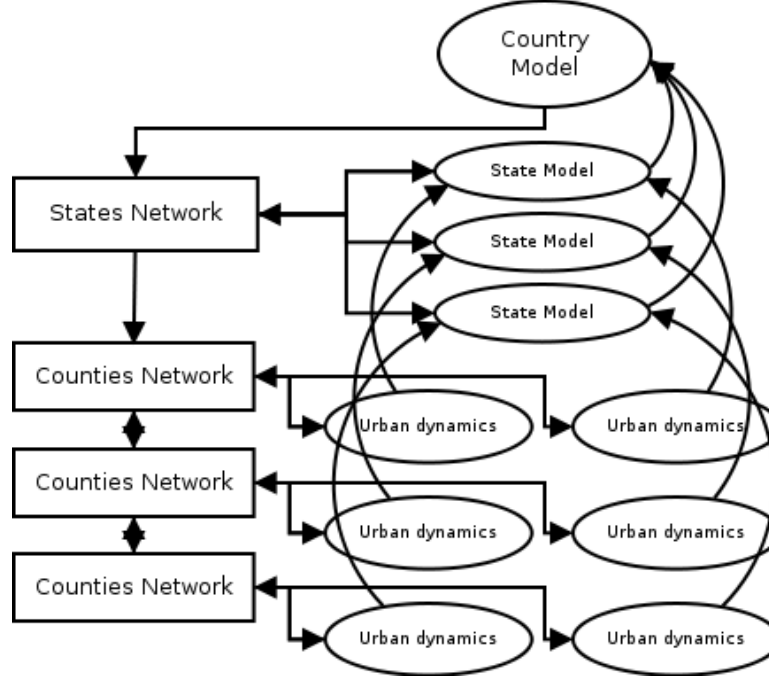 Country
Model
State Model
States Network
State Model
State Model
Counties Network
Urban dynamics
Urban dynamics
Counties Network
Urban dynamics
Urban dynamics
Counties Network
Urban dynamics
Urban dynamics